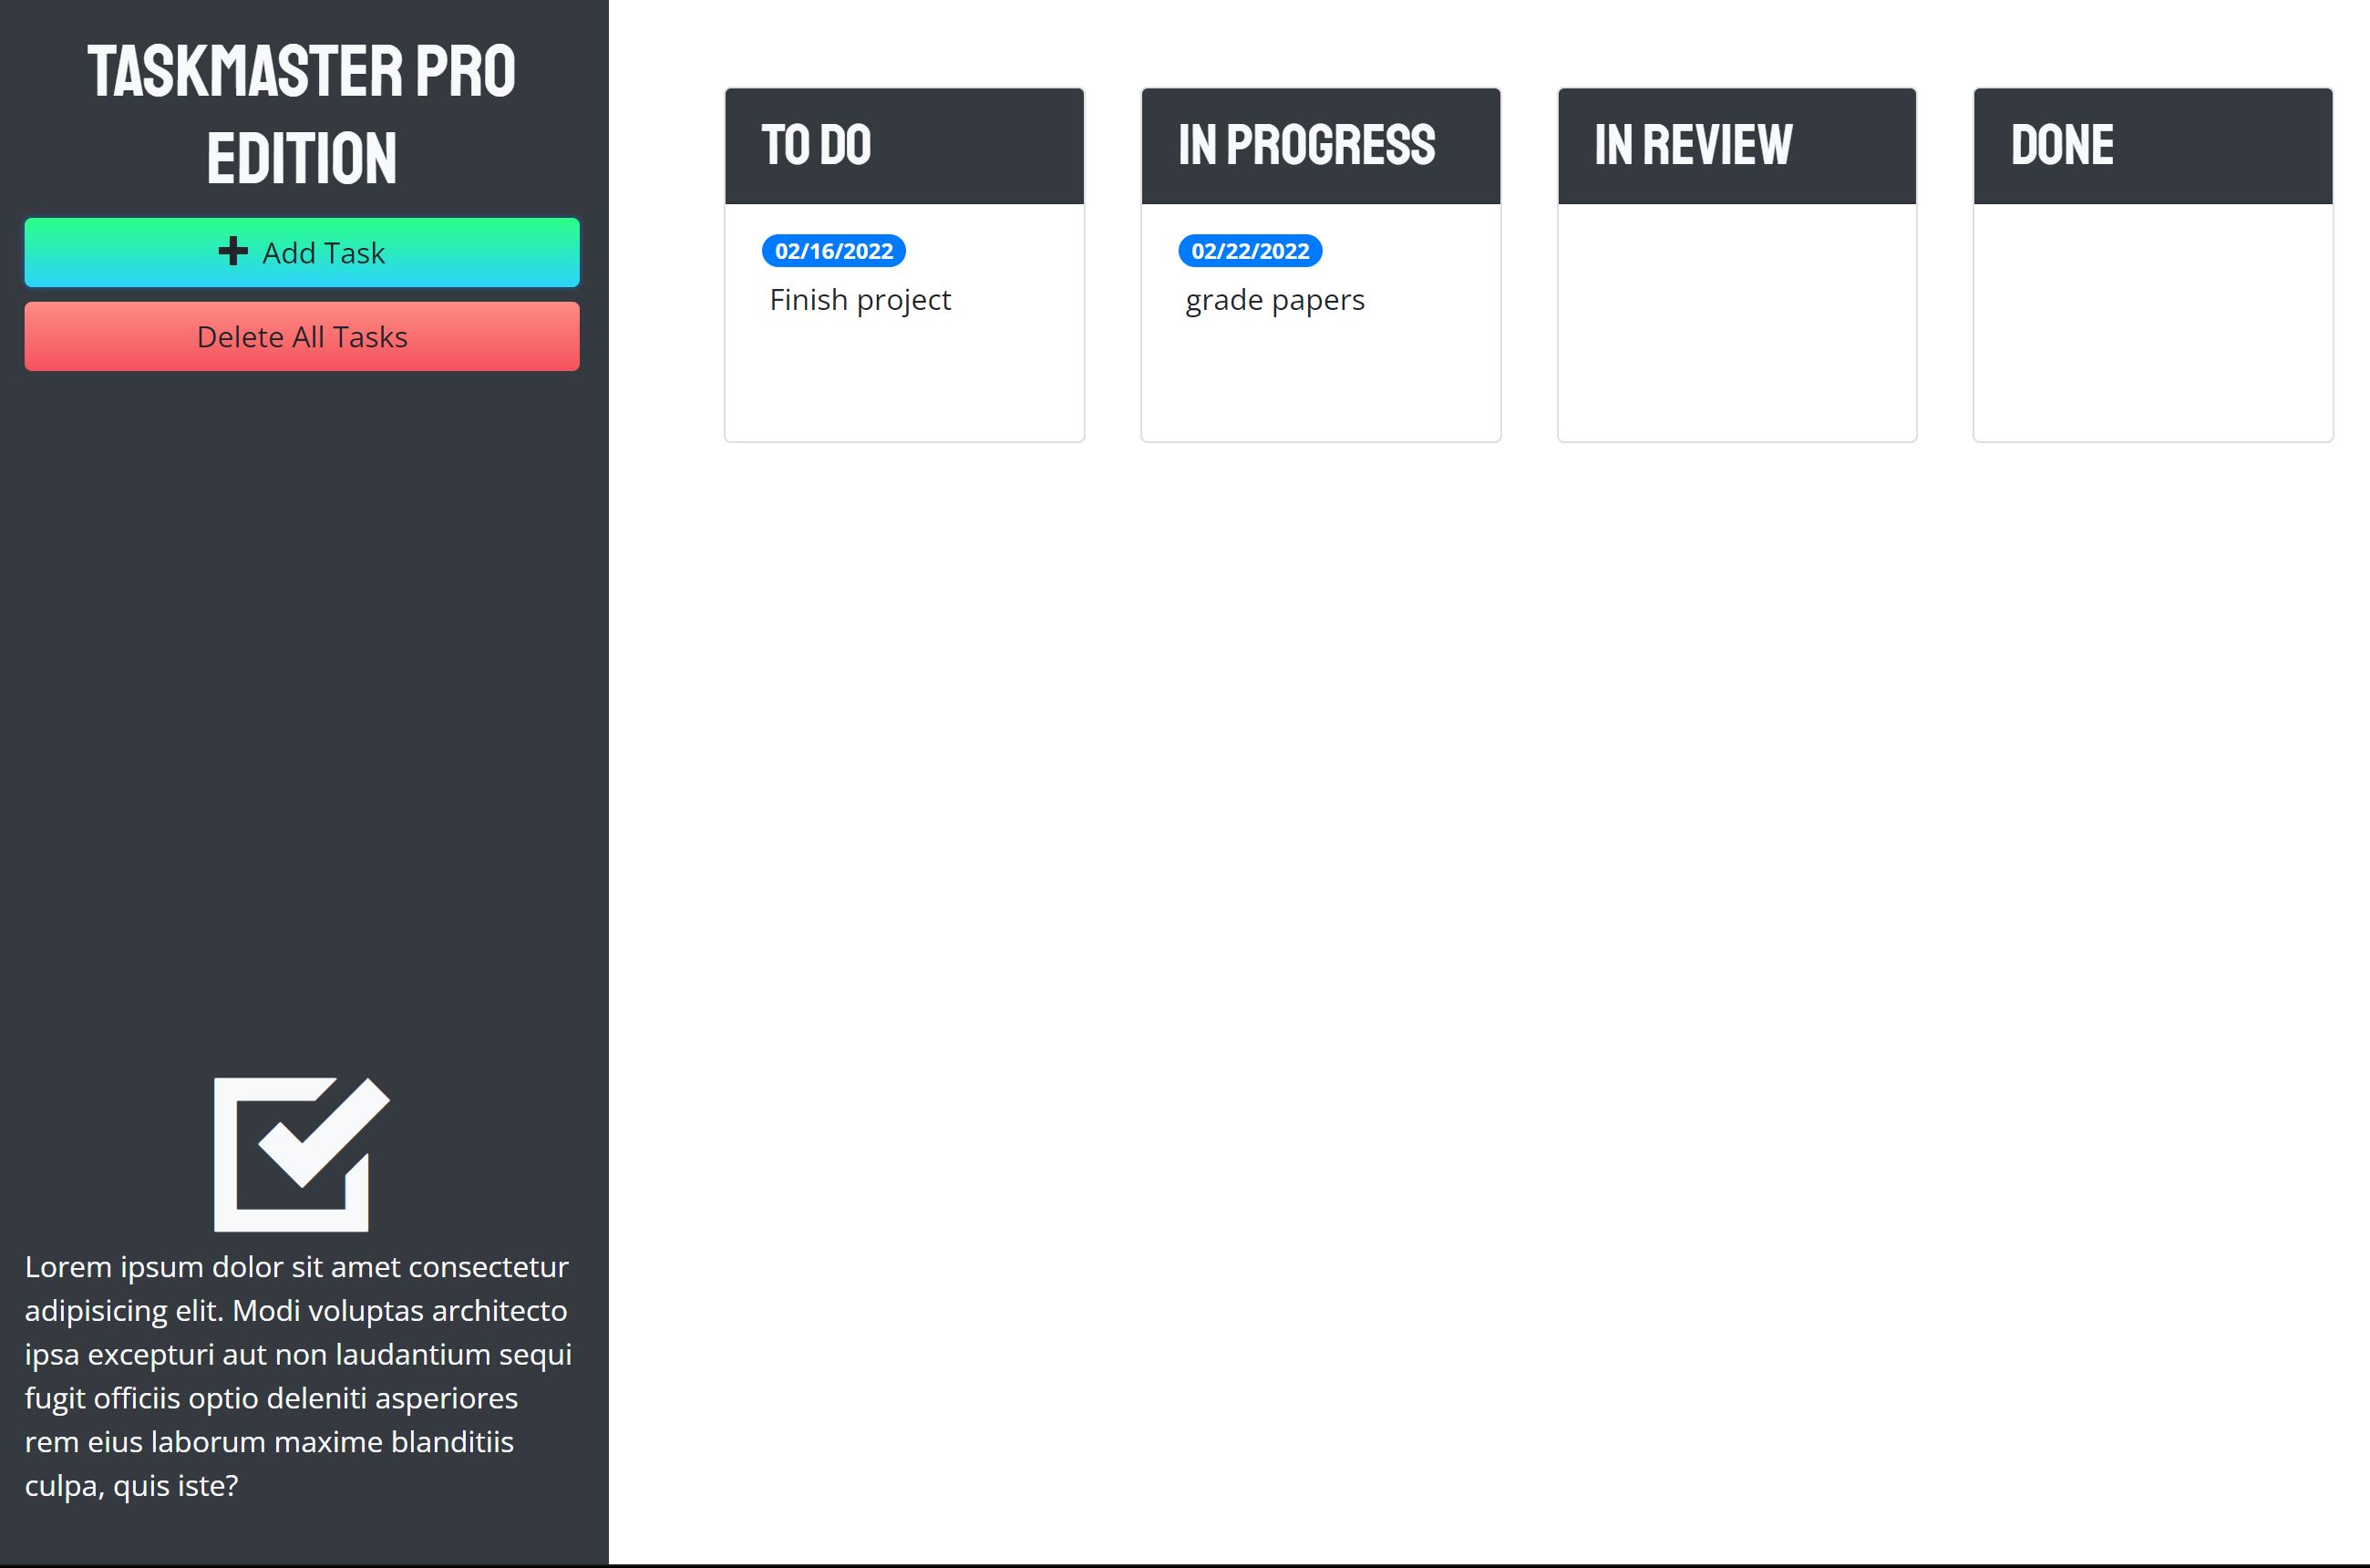 TASKMASTER PRO
EDITION
Add Task
Delete All Tasks
Lorem ipsum dolor sit amet consectetur
adipisicing elit. Modi voluptas architecto
ipsa excepturi aut non laudantium sequi
fugit officiis optio deleniti asperiores
rem eius laborum maxime blanditiis
culpa, quis iste?
TO DO
02/16/2022
Finish project
IN PROGRESS
02/22/2022
grade papers
IN REVIEW
DONE